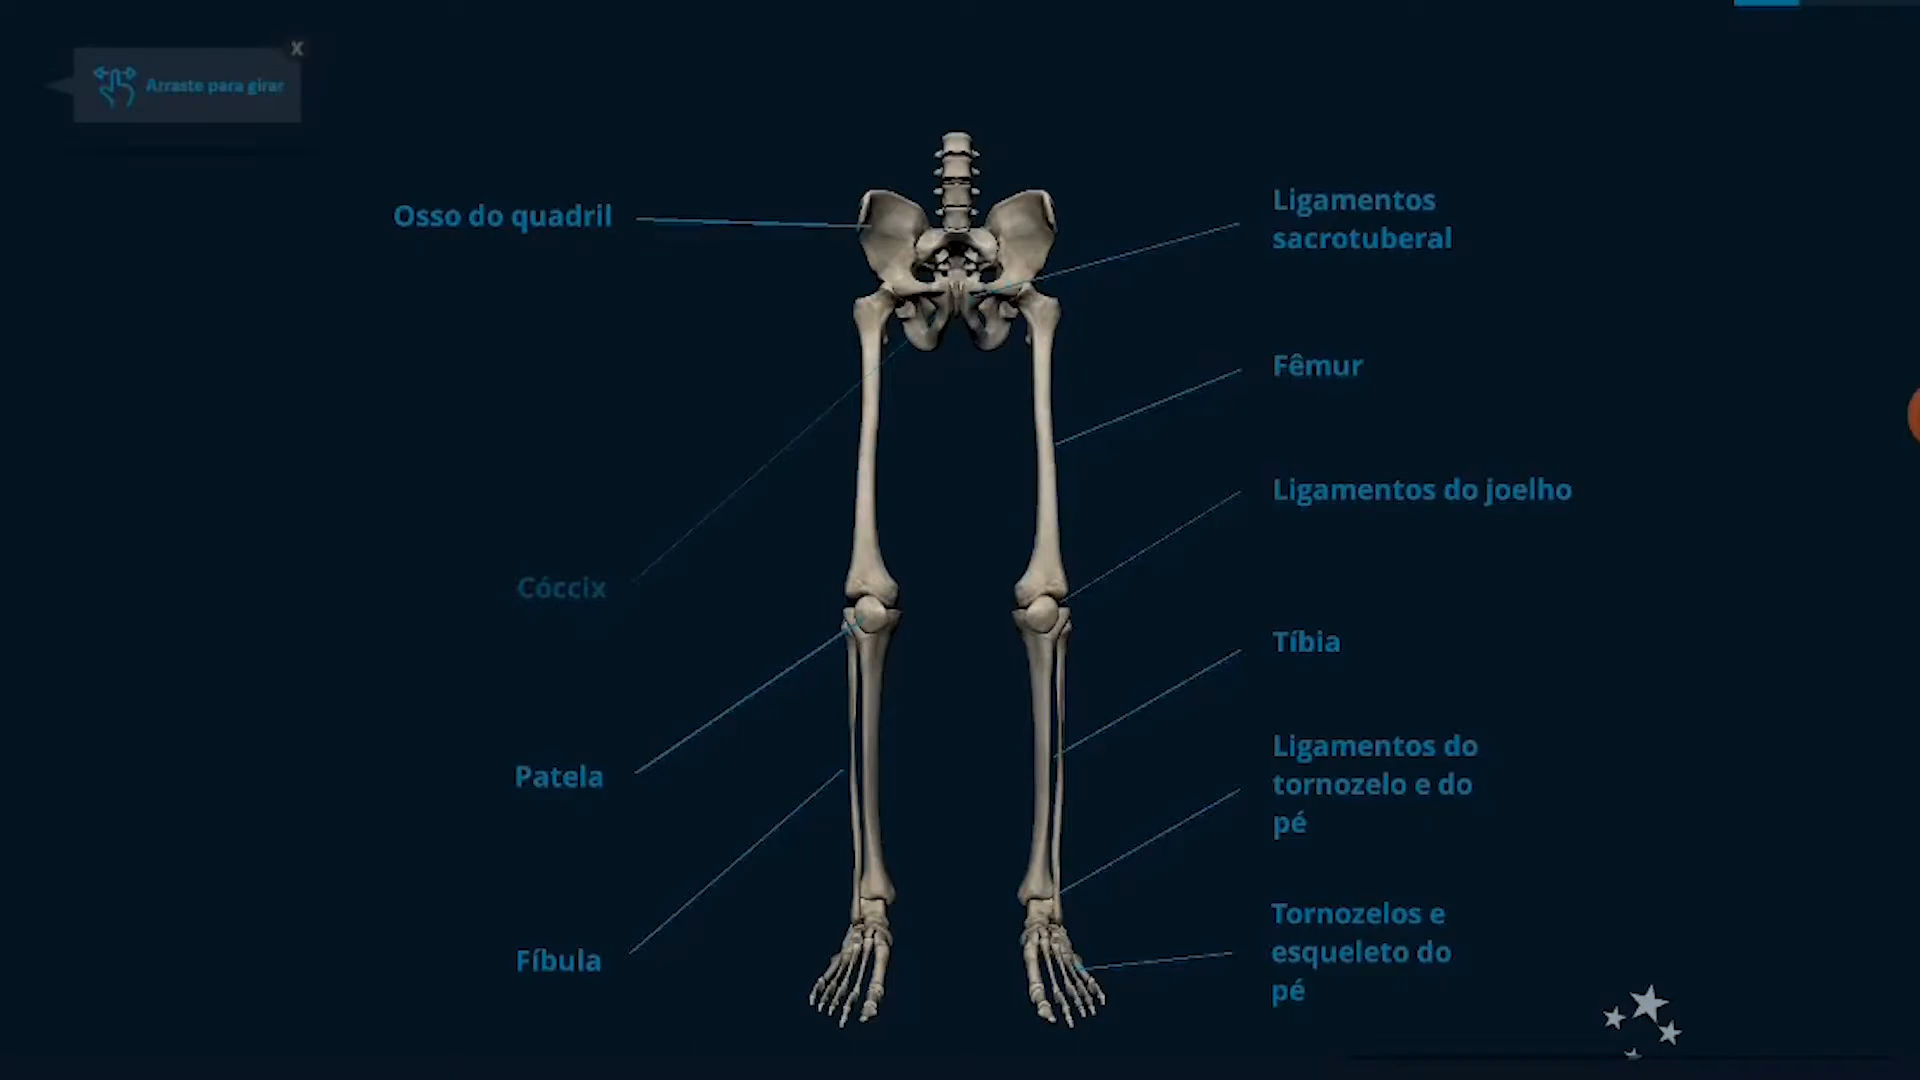 X
Arraste para girar
Osso do quadril
Cóccix
Patela
Fíbula
Ligamentos
sacrotuberal
Fêmur
Ligamentos do joelho
Tíbia
Ligamentos do
tornozelo e do
pé
Tornozelos e
esqueleto do
pé